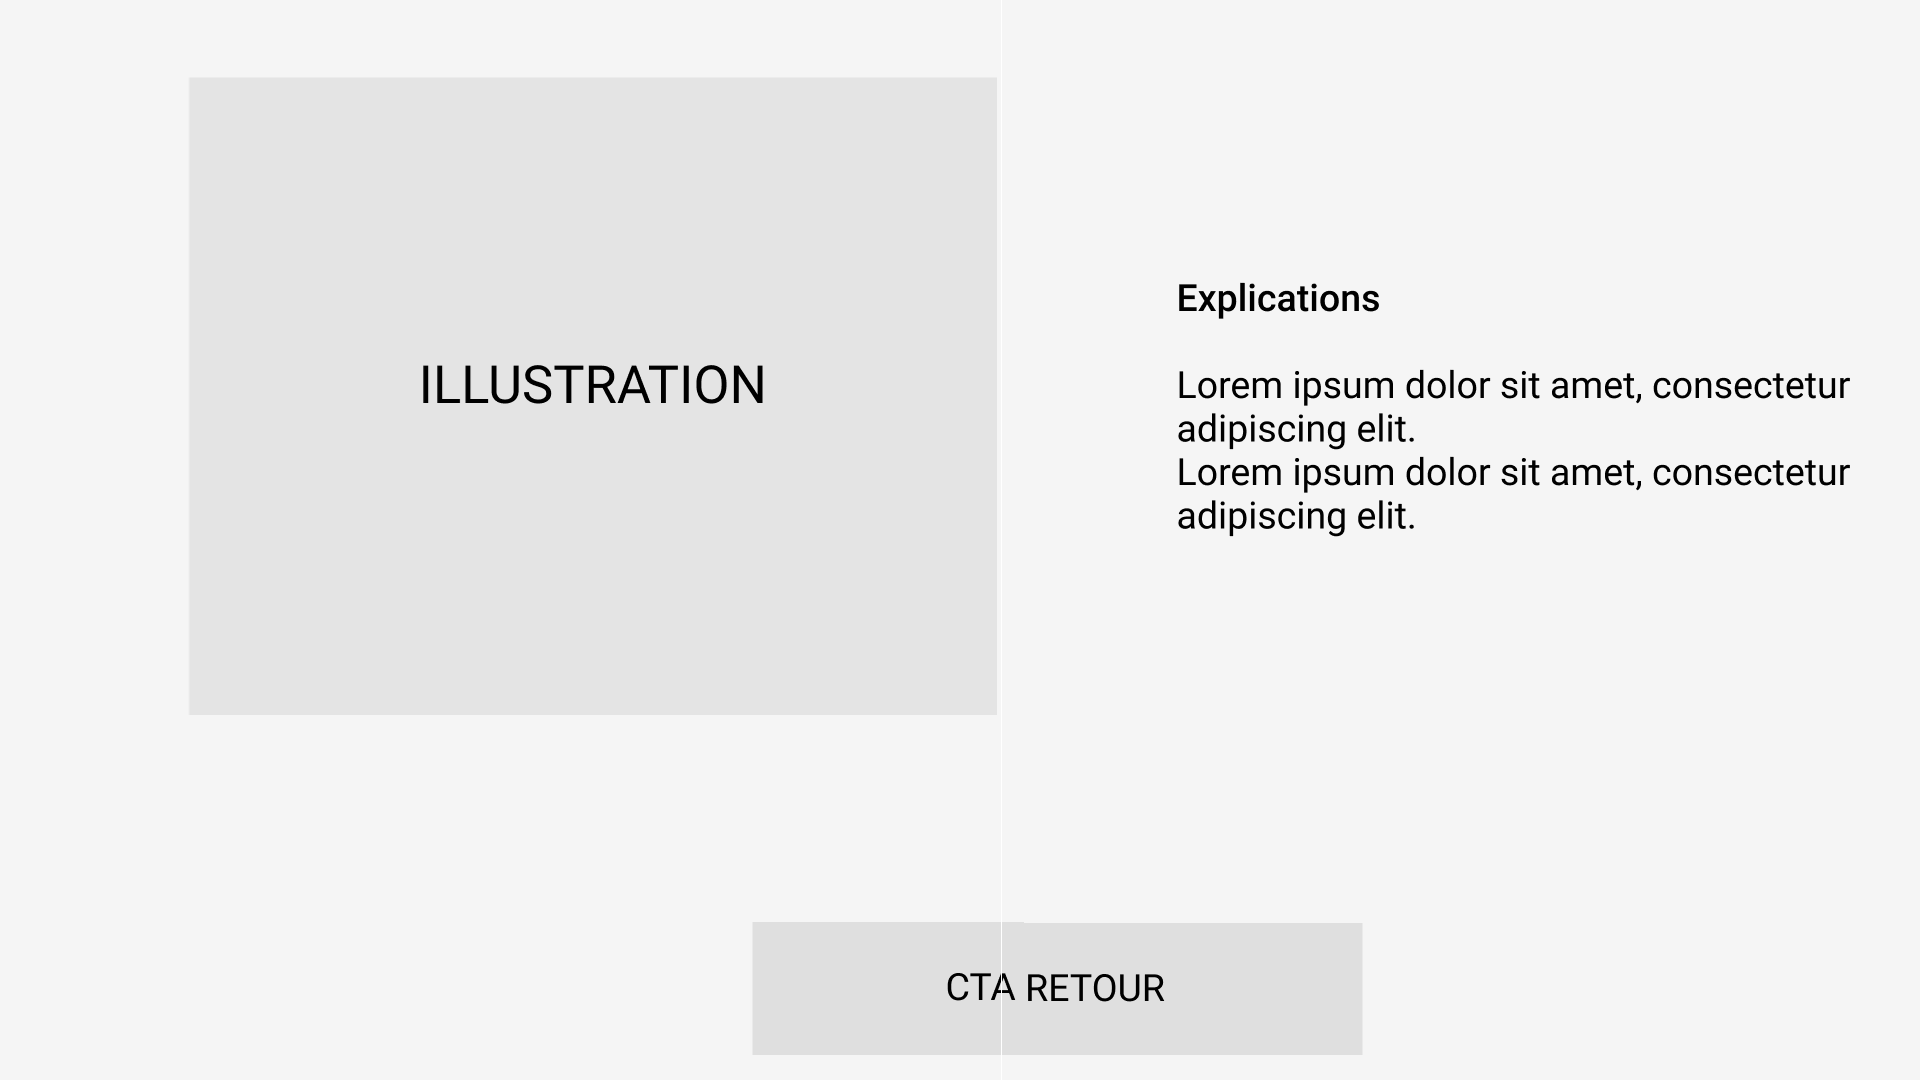 ILLUSTRATION
Explications
Lorem ipsum dolor sit amet, consectetur
adipiscing elit.
Lorem ipsum dolor sit amet, consectetur
adipiscing elit.
CTA RETOUR